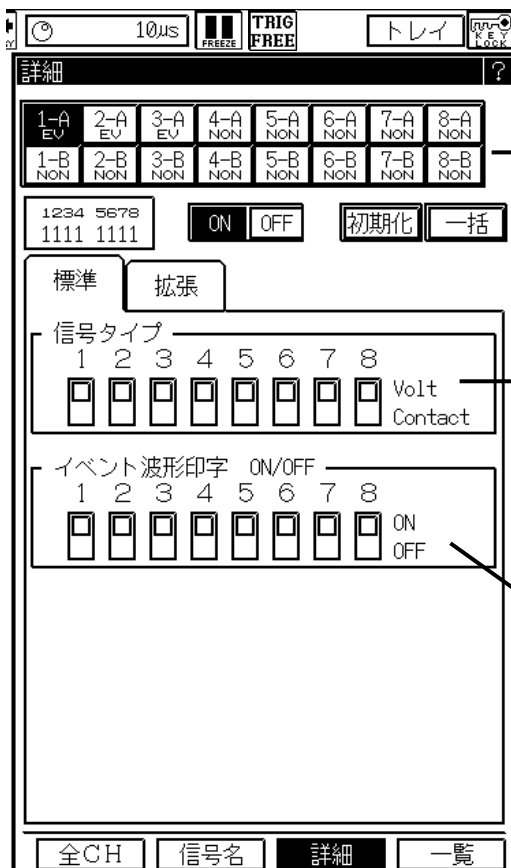 10µs FREEZE TRIG FREE トレイ KEY LOCK
詳細 ?
1-A EV 2-A EV 3-A EV 4-A NON 5-A NON 6-A NON 7-A NON 8-A NON
1-B NON 2-B NON 3-B NON 4-B NON 5-B NON 6-B NON 7-B NON 8-B NON
1234 5678
1111 1111
ON OFF 初期化 一括
標準 拡張
信号タイプ
1 2 3 4 5 6 7 8
Volt
Contact
イベント波形印字 ON/OFF
1 2 3 4 5 6 7 8
ON
OFF
全CH 信号名 詳細 一覧